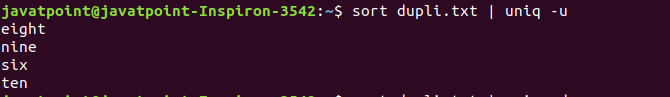 javatpoint@javatpoint-Inspiron-3542:~$ sort dupli.txt | uniq -u
eight
nine
six
ten